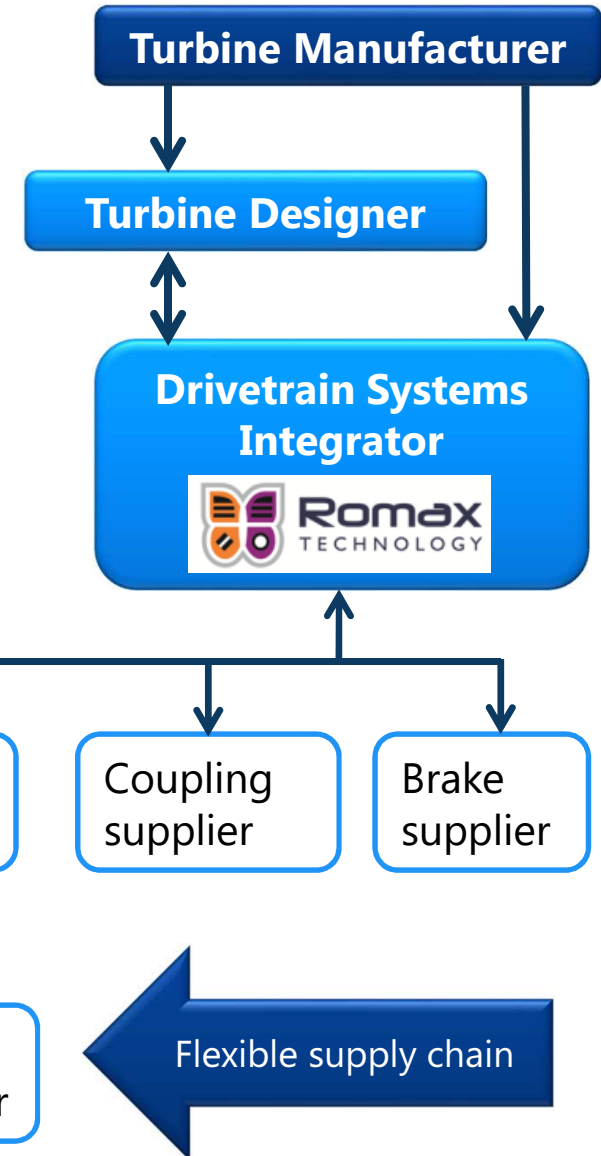 Turbine Manufacturer
Turbine Designer
Drivetrain Systems
Integrator
Romax
TECHNOLOGY
Coupling
supplier
Brake
supplier
Flexible supply chain
r